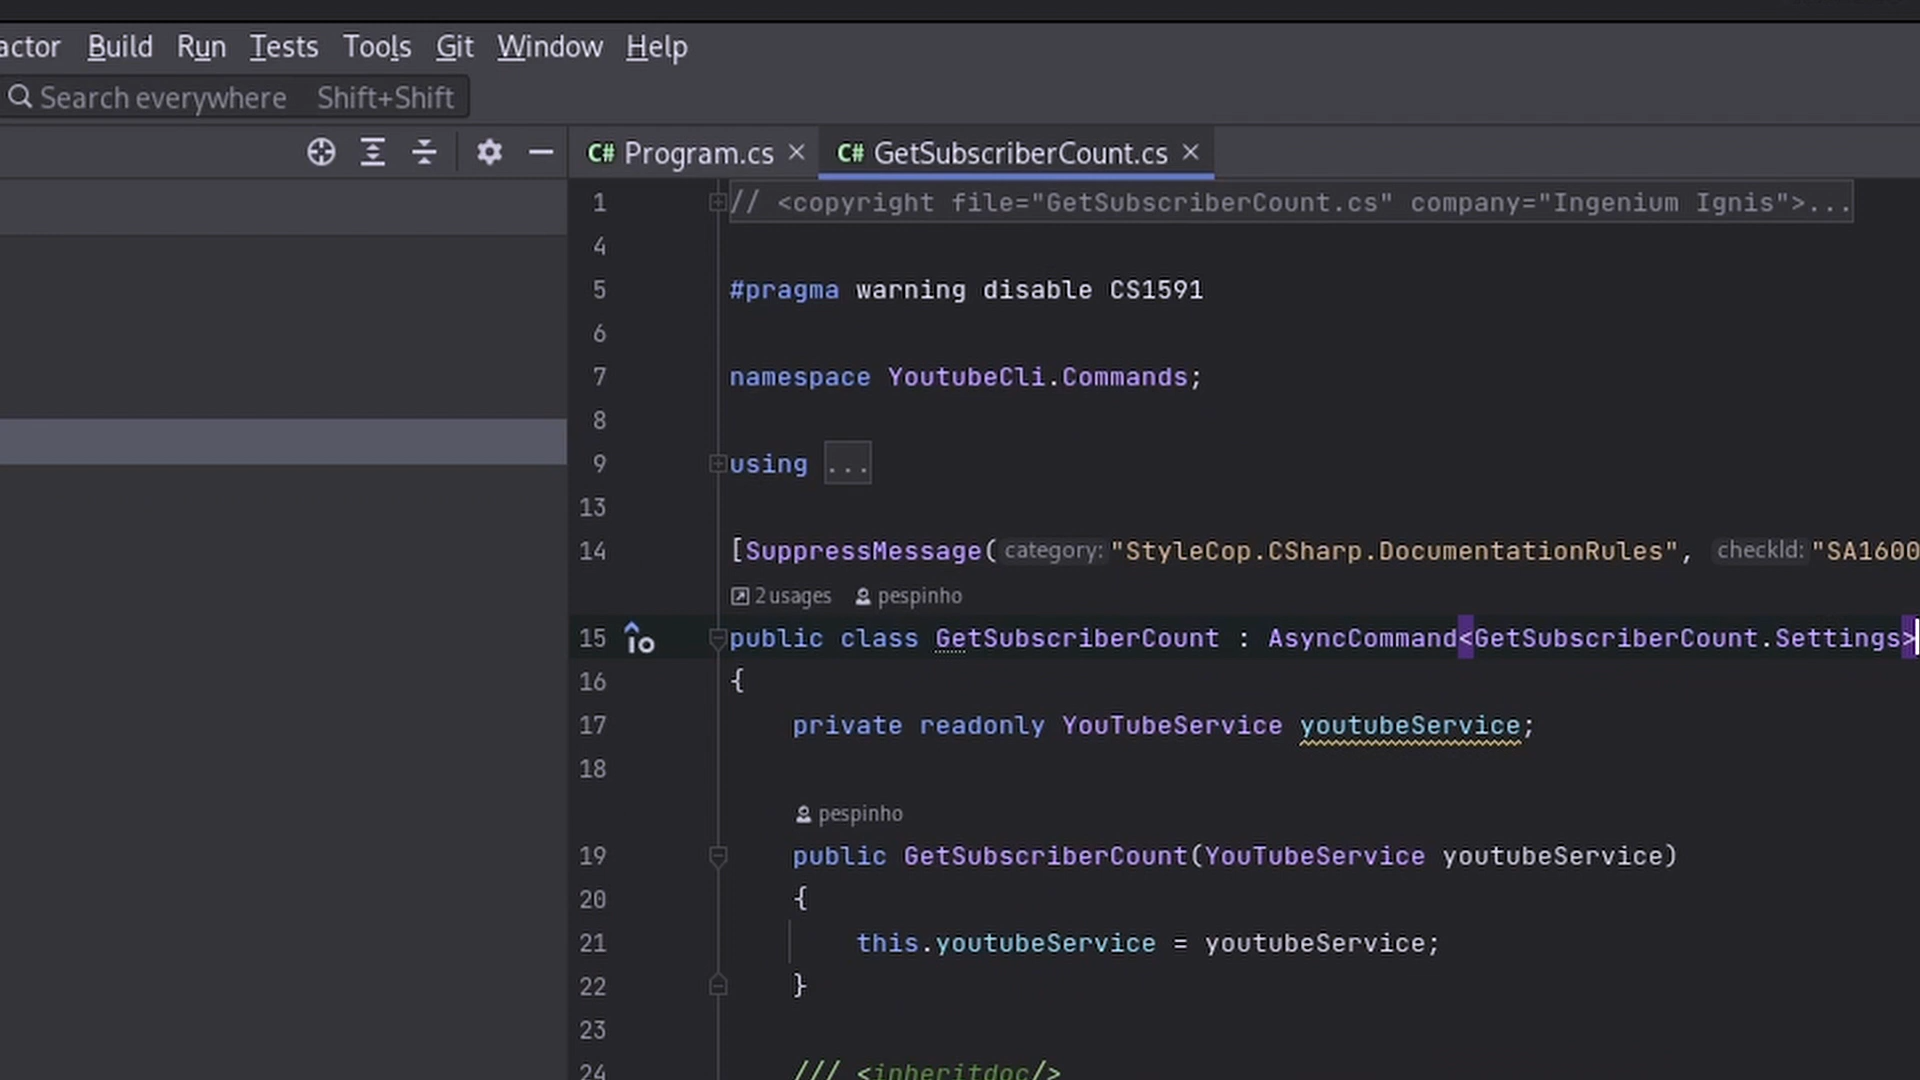 actor Build Run Tests Tools Git Window Help
Search everywhere Shift+Shift
C# Program.cs C# GetSubscriberCount.cs
1 // <copyright file="GetSubscriberCount.cs" company="Ingenium Ignis">...
4
5 #pragma warning disable CS1591
6
7 namespace YoutubeCli.Commands;
8
9 using ...
13
14 [SuppressMessage( category: "StyleCop.CSharp.DocumentationRules", checkId: "SA1600
2 usages pespinho
15 public class GetSubscriberCount : AsyncCommand<GetSubscriberCount.Settings>
16 {
17 private readonly YouTubeService youtubeService;
18
pespinho
19 public GetSubscriberCount(YouTubeService youtubeService)
20 {
21 this.youtubeService = youtubeService;
22 }
23
24 /// <inheritdoc/>